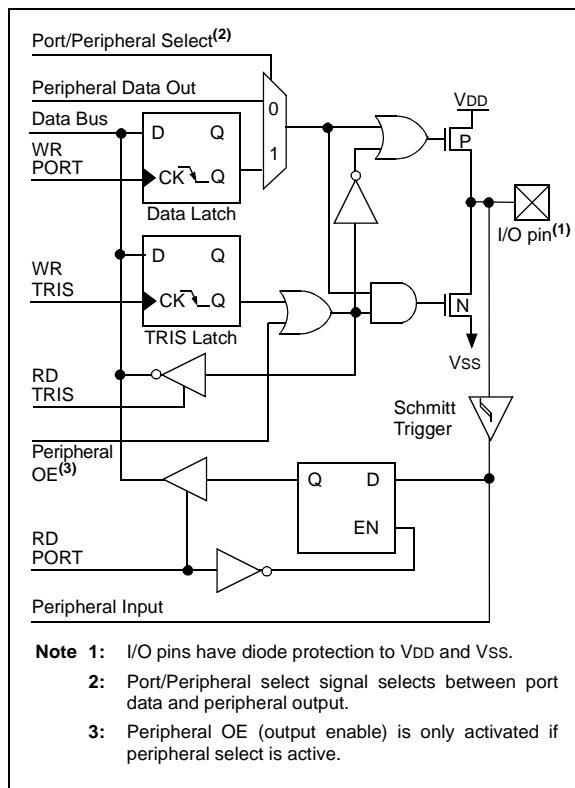 Port/Peripheral Select(2)
Peripheral Data Out
Data Bus
WR
PORT
D Q
CK Q
Data Latch
0
1
VDD
P
I/O pin(1)
WR
TRIS
D Q
CK Q
TRIS Latch
N
VSS
RD
TRIS
Schmitt
Trigger
Peripheral
OE(3)
Q D
EN
RD
PORT
Peripheral Input
Note 1: I/O pins have diode protection to VDD and VSS.
2: Port/Peripheral select signal selects between port
data and peripheral output.
3: Peripheral OE (output enable) is only activated if
peripheral select is active.